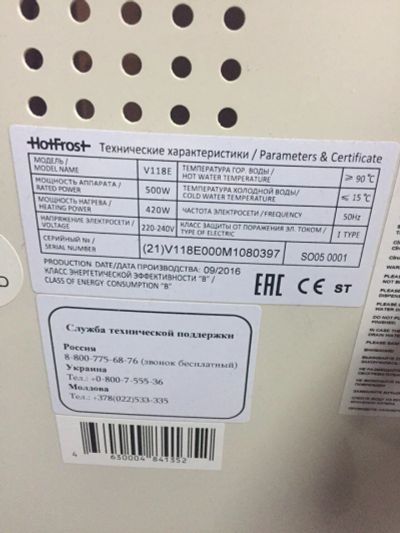 HotFrost Технические характеристики / Parameters & Certificate
МОДЕЛЬ / MODEL NAME V118E ТЕМПЕРАТУРА ГОР. ВОДЫ / HOT WATER TEMPERATURE ≥ 90 °C
МОЩНОСТЬ АППАРАТА / RATED POWER 500W ТЕМПЕРАТУРА ХОЛОДНОЙ ВОДЫ/ COLD WATER TEMPERATURE ≤ 15 °C
МОЩНОСТЬ НАГРЕВА / HEATING POWER 420W ЧАСТОТА ЭЛЕКТРОСЕТИ / FREQUENCY 50Hz
НАПРЯЖЕНИЕ ЭЛЕКТРОСЕТИ / VOLTAGE 220-240V КЛАСС ЗАЩИТЫ ОТ ПОРАЖЕНИЯ ЭЛ. ТОКОМ / TYPE OF ELECTRIC 1 TYPE
СЕРИЙНЫЙ № / SERIAL NUMBER (21)V118E000M1080397 SO05 0001
PRODUCTION DATE/ДАТА ПРОИЗВОДСТВА: 09/2016
КЛАСС ЭНЕРГЕТИЧЕСКОЙ ЭФФЕКТИВНОСТИ "B" /
CLASS OF ENERGY CONSUMPTION "B"
EAC CE ST
Служба технической поддержки
Россия
8-800-775-68-76 (звонок бесплатный)
Украина
Тел.: +0-800-7-555-36
Молдова
Тел.: +378(022)533-335
4 630004 841352